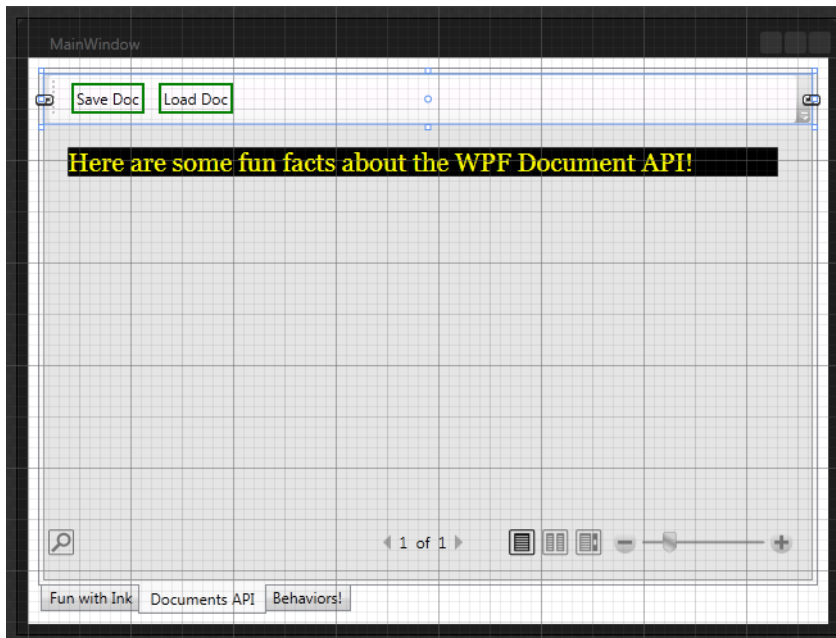 MainWindow
Save Doc Load Doc
Here are some fun facts about the WPF Document API!
1 of 1
Fun with Ink Documents API Behaviors!